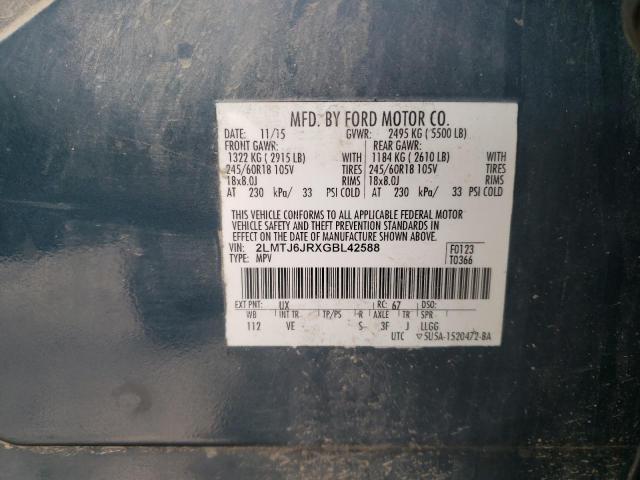 MFD. BY FORD MOTOR CO.
DATE: 11/15 GVWR: 2495 KG ( 5500 LB)
FRONT GAWR: REAR GAWR:
1322 KG ( 2915 LB) WITH 1184 KG ( 2610 LB) WITH
245/60R18 105V TIRES 245/60R18 105V TIRES
18x8.0J RIMS 18x8.0J RIMS
AT 230 kPa/ 33 PSI COLD AT 230 kPa/ 33 PSI COLD
THIS VEHICLE CONFORMS TO ALL APPLICABLE FEDERAL MOTOR
VEHICLE SAFETY AND THEFT PREVENTION STANDARDS IN EFFECT
ON THE DATE OF MANUFACTURE SHOWN ABOVE.
VIN: 2LMTJ6JRXGBL42588 F0123
TYPE: MPV T0366
EXT PNT: UX RC: 67 DSO:
WB INT TR TP/PS R AXLE TR SPR
112 VE S- 3F J LLGG
UTC ▽5U5A-1520472-BA